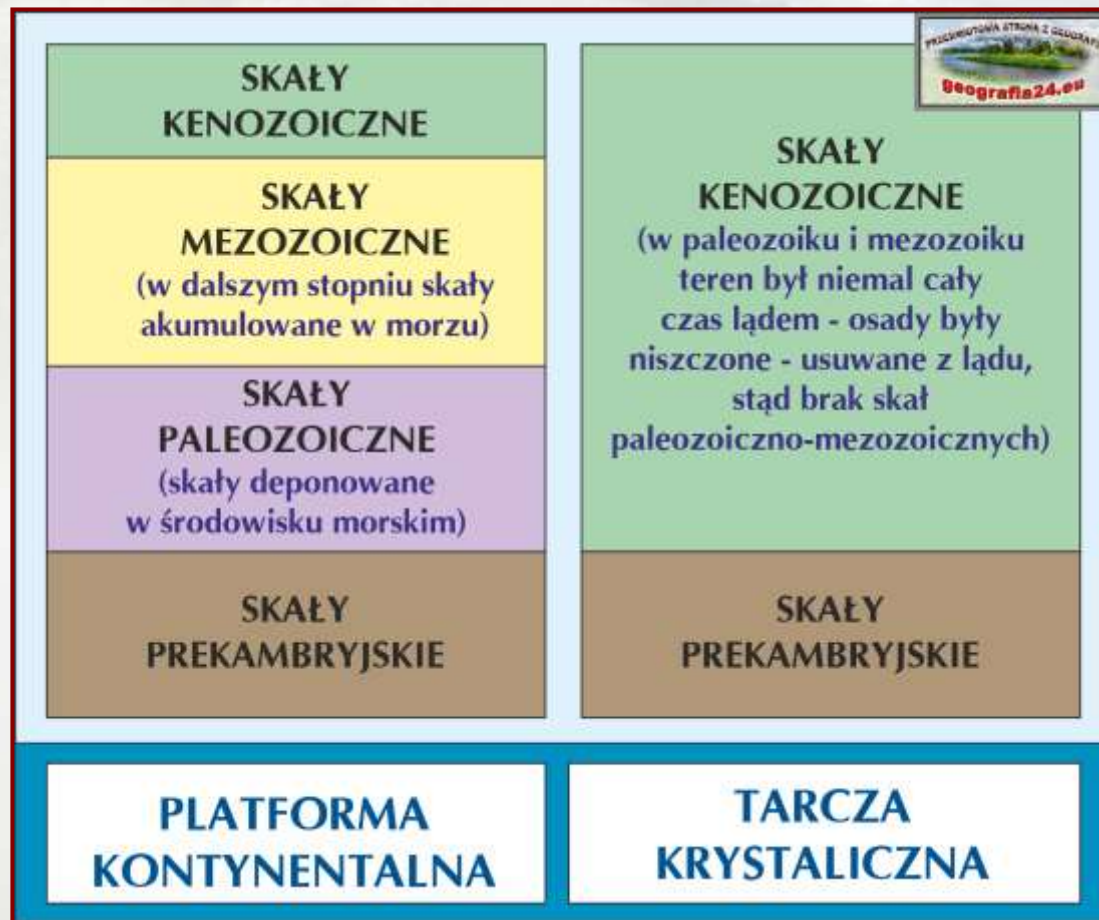 SKAŁY
KENOZOICZNE
SKAŁY
MEZOZOICZNE
(w dalszym stopniu skały
akumulowane w morzu)
SKAŁY
PALEOZOICZNE
(skały deponowane
w środowisku morskim)
SKAŁY
PREKAMBRYJSKIE
PLATFORMA
KONTYNENTALNA
geografia24.eu
SKAŁY
KENOZOICZNE
(w paleozoiku i mezozoiku
teren był niemal cały
czas lądem - osady były
niszczone - usuwane z lądu,
stąd brak skał
paleozoiczno-mezozoicznych)
SKAŁY
PREKAMBRYJSKIE
TARCZA
KRYSTALICZNA